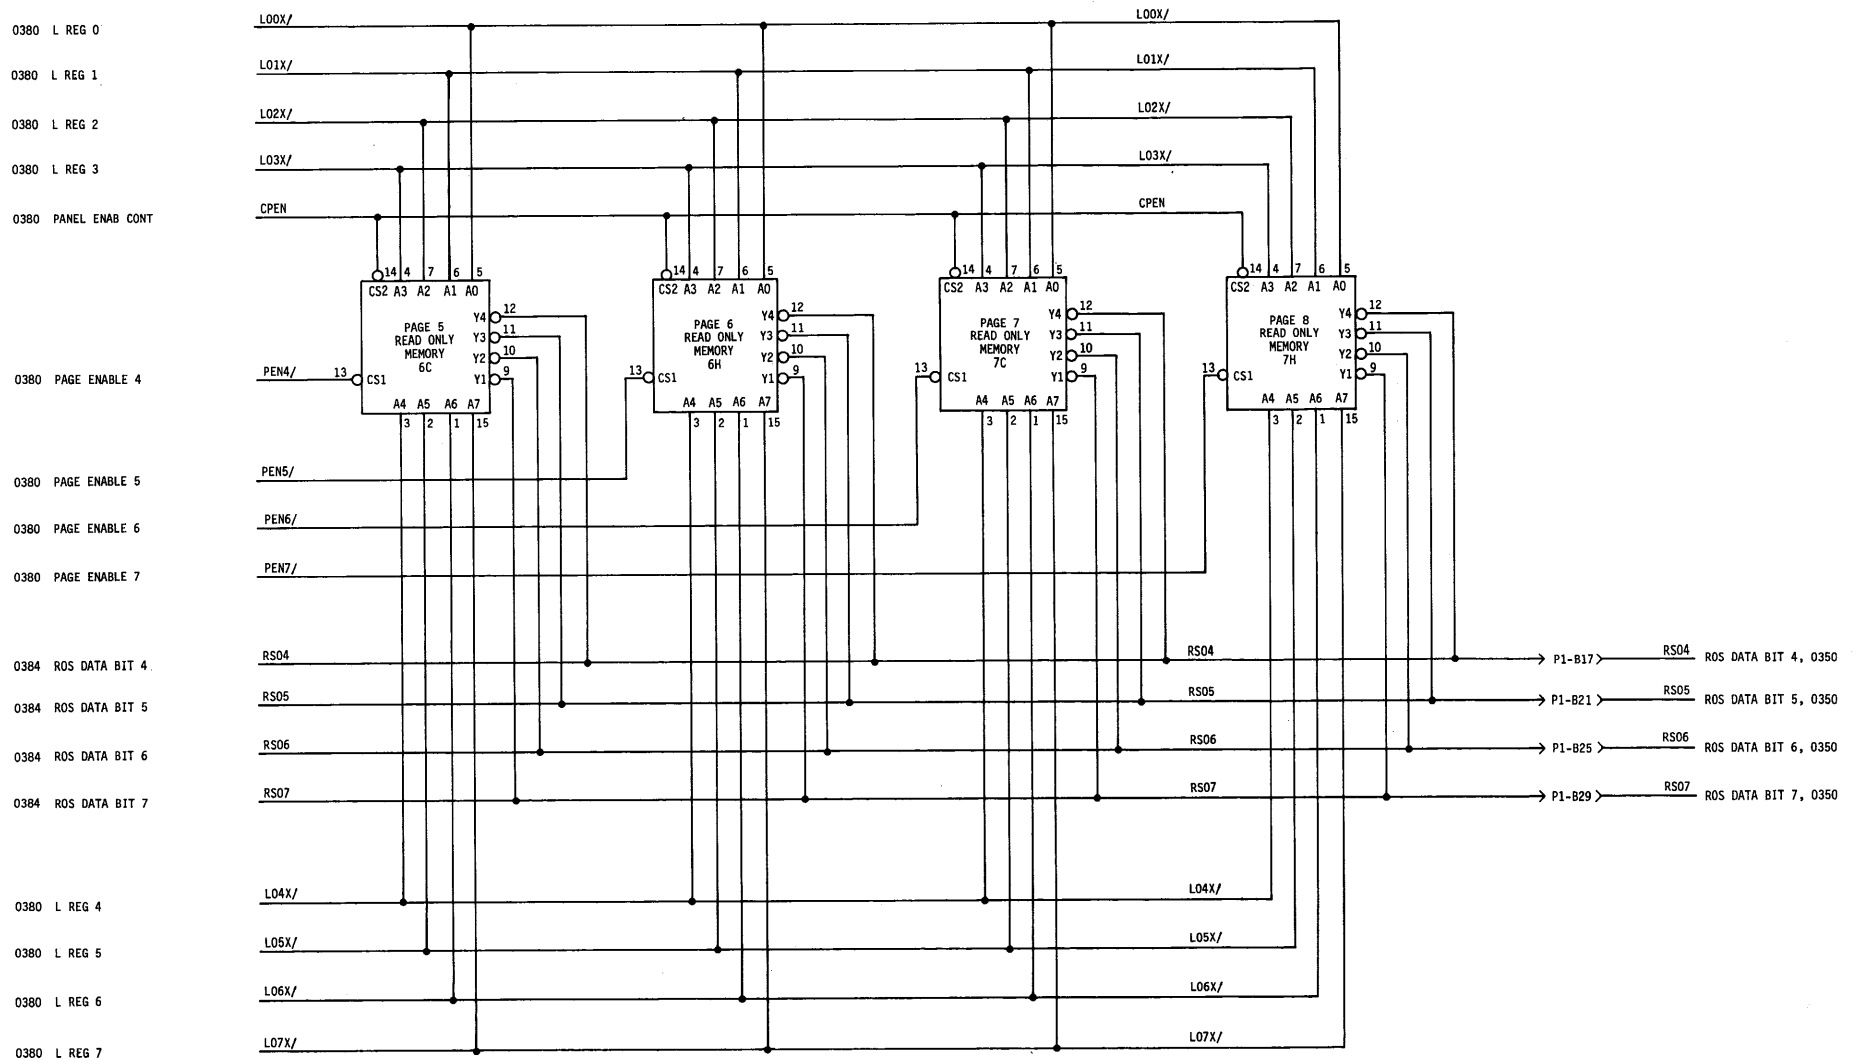 0380 L REG 0
L00X/
L00X/
0380 L REG 1
L01X/
L01X/
0380 L REG 2
L02X/
L02X/
0380 L REG 3
L03X/
L03X/
0380 PANEL ENAB CONT
CPEN
CPEN
14 4 7 6 5
CS2 A3 A2 A1 A0
PAGE 5
READ ONLY
MEMORY
6C
Y4 12
Y3 11
Y2 10
Y1 9
13 CS1
A4 A5 A6 A7
3 2 1 15
14 4 7 6 5
CS2 A3 A2 A1 A0
PAGE 6
READ ONLY
MEMORY
6H
Y4 12
Y3 11
Y2 10
Y1 9
13 CS1
A4 A5 A6 A7
3 2 1 15
14 4 7 6 5
CS2 A3 A2 A1 A0
PAGE 7
READ ONLY
MEMORY
7C
Y4 12
Y3 11
Y2 10
Y1 9
13 CS1
A4 A5 A6 A7
3 2 1 15
14 4 7 6 5
CS2 A3 A2 A1 A0
PAGE 8
READ ONLY
MEMORY
7H
Y4 12
Y3 11
Y2 10
Y1 9
13 CS1
A4 A5 A6 A7
3 2 1 15
0380 PAGE ENABLE 4
PEN4/
0380 PAGE ENABLE 5
PEN5/
0380 PAGE ENABLE 6
PEN6/
0380 PAGE ENABLE 7
PEN7/
0384 ROS DATA BIT 4
RS04
RS04
P1-B17
RS04
ROS DATA BIT 4, 0350
0384 ROS DATA BIT 5
RS05
RS05
P1-B21
RS05
ROS DATA BIT 5, 0350
0384 ROS DATA BIT 6
RS06
RS06
P1-B25
RS06
ROS DATA BIT 6, 0350
0384 ROS DATA BIT 7
RS07
RS07
P1-B29
RS07
ROS DATA BIT 7, 0350
0380 L REG 4
L04X/
L04X/
0380 L REG 5
L05X/
L05X/
0380 L REG 6
L06X/
L06X/
0380 L REG 7
L07X/
L07X/